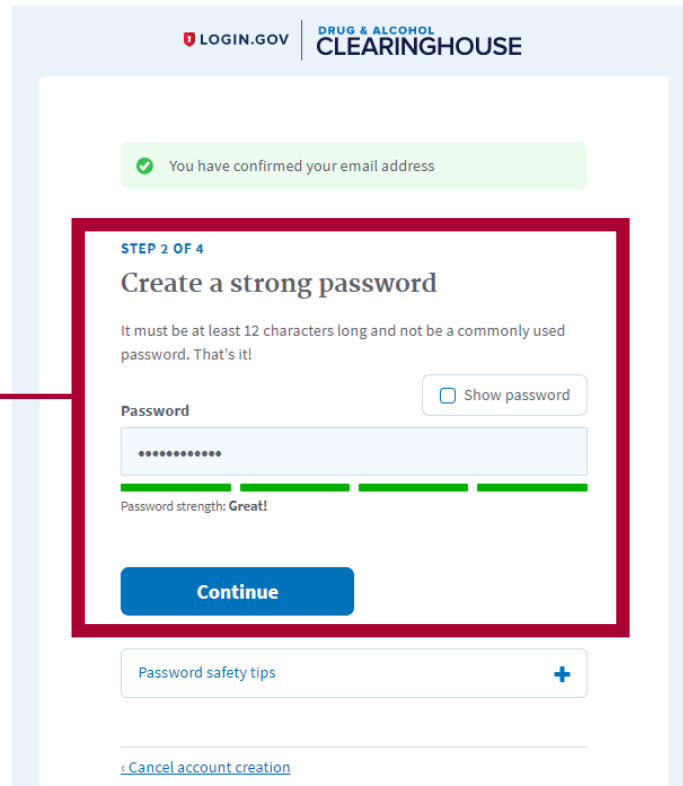 LOGIN.GOV
DRUG & ALCOHOL
CLEARINGHOUSE
You have confirmed your email address
STEP 2 OF 4
Create a strong password
It must be at least 12 characters long and not be a commonly used
password. That's it!
Show password
Password
••••••••••••
Password strength: Great!
Continue
Password safety tips
‹ Cancel account creation